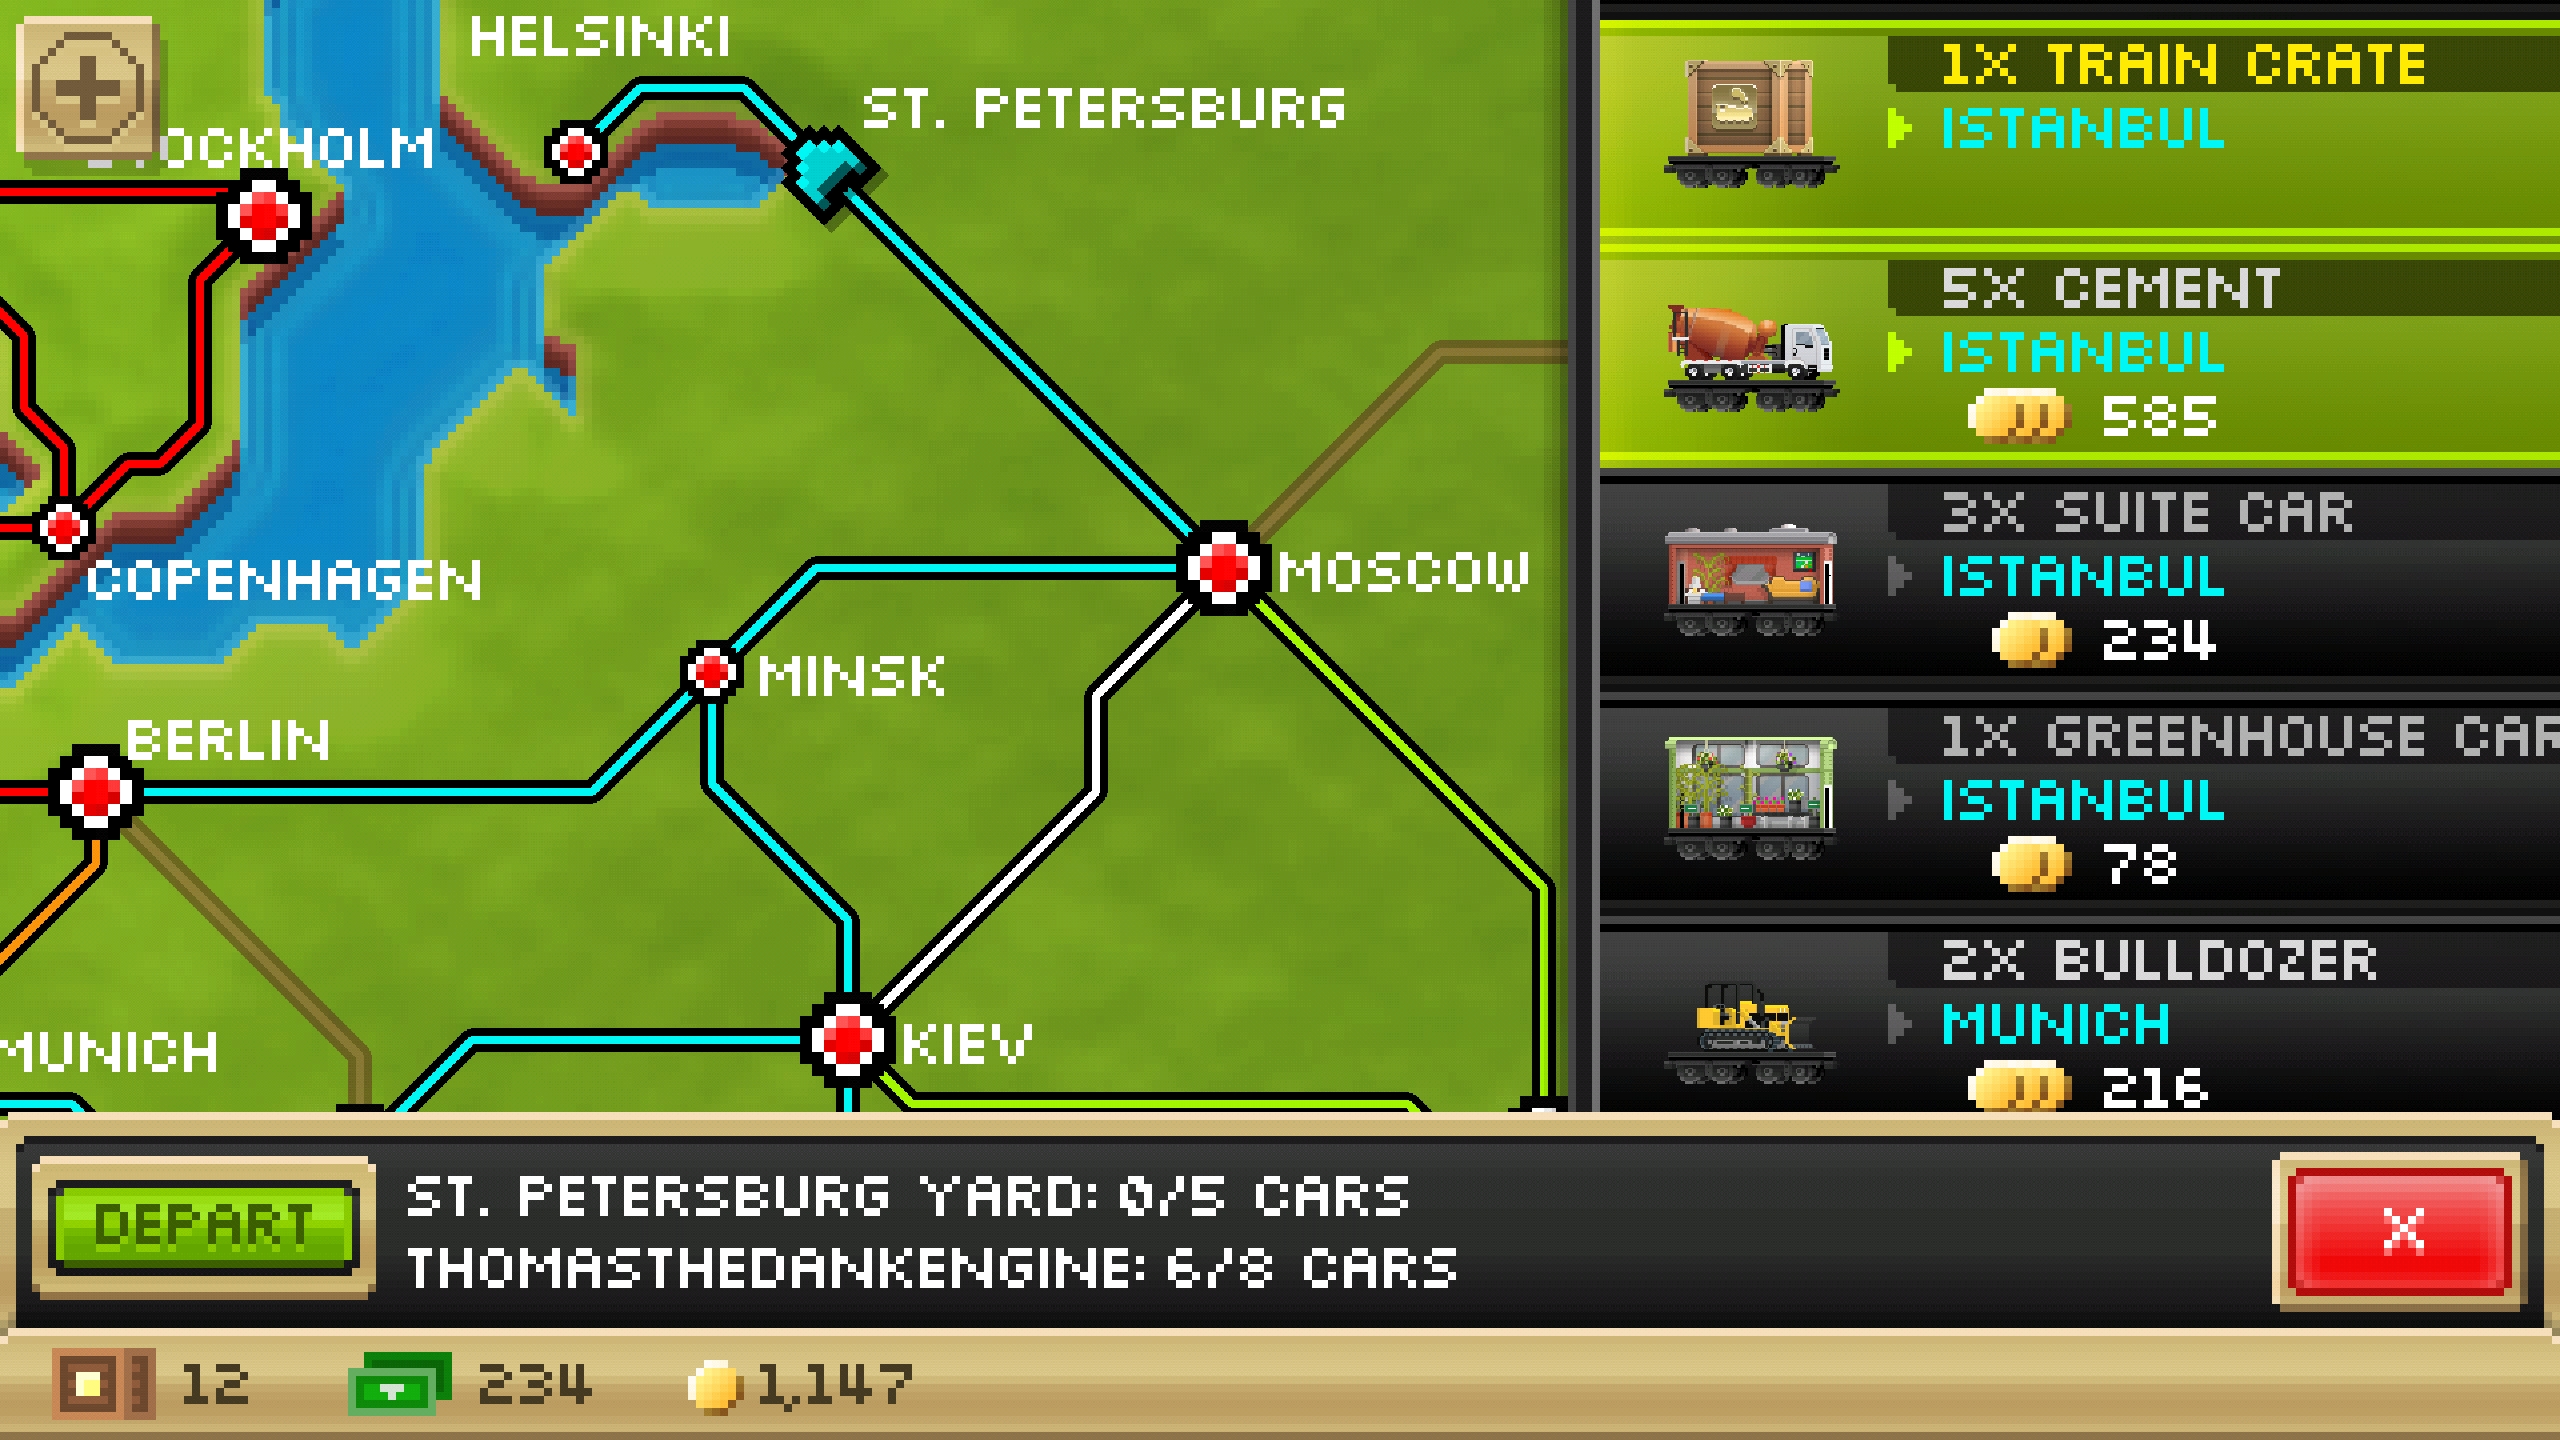 HELSINKI
ST. PETERSBURG
TOCKHOLM
COPENHAGEN
MOSCOW
MINSK
BERLIN
MUNICH
KIEV
1X TRAIN CRATE
ISTANBUL
5X CEMENT
ISTANBUL
585
3X SUITE CAR
ISTANBUL
234
1X GREENHOUSE CAR
ISTANBUL
78
2X BULLDOZER
MUNICH
216
DEPART
ST. PETERSBURG YARD: 0/5 CARS
THOMASTHEDANKENGINE: 6/8 CARS
X
12
234
1,147